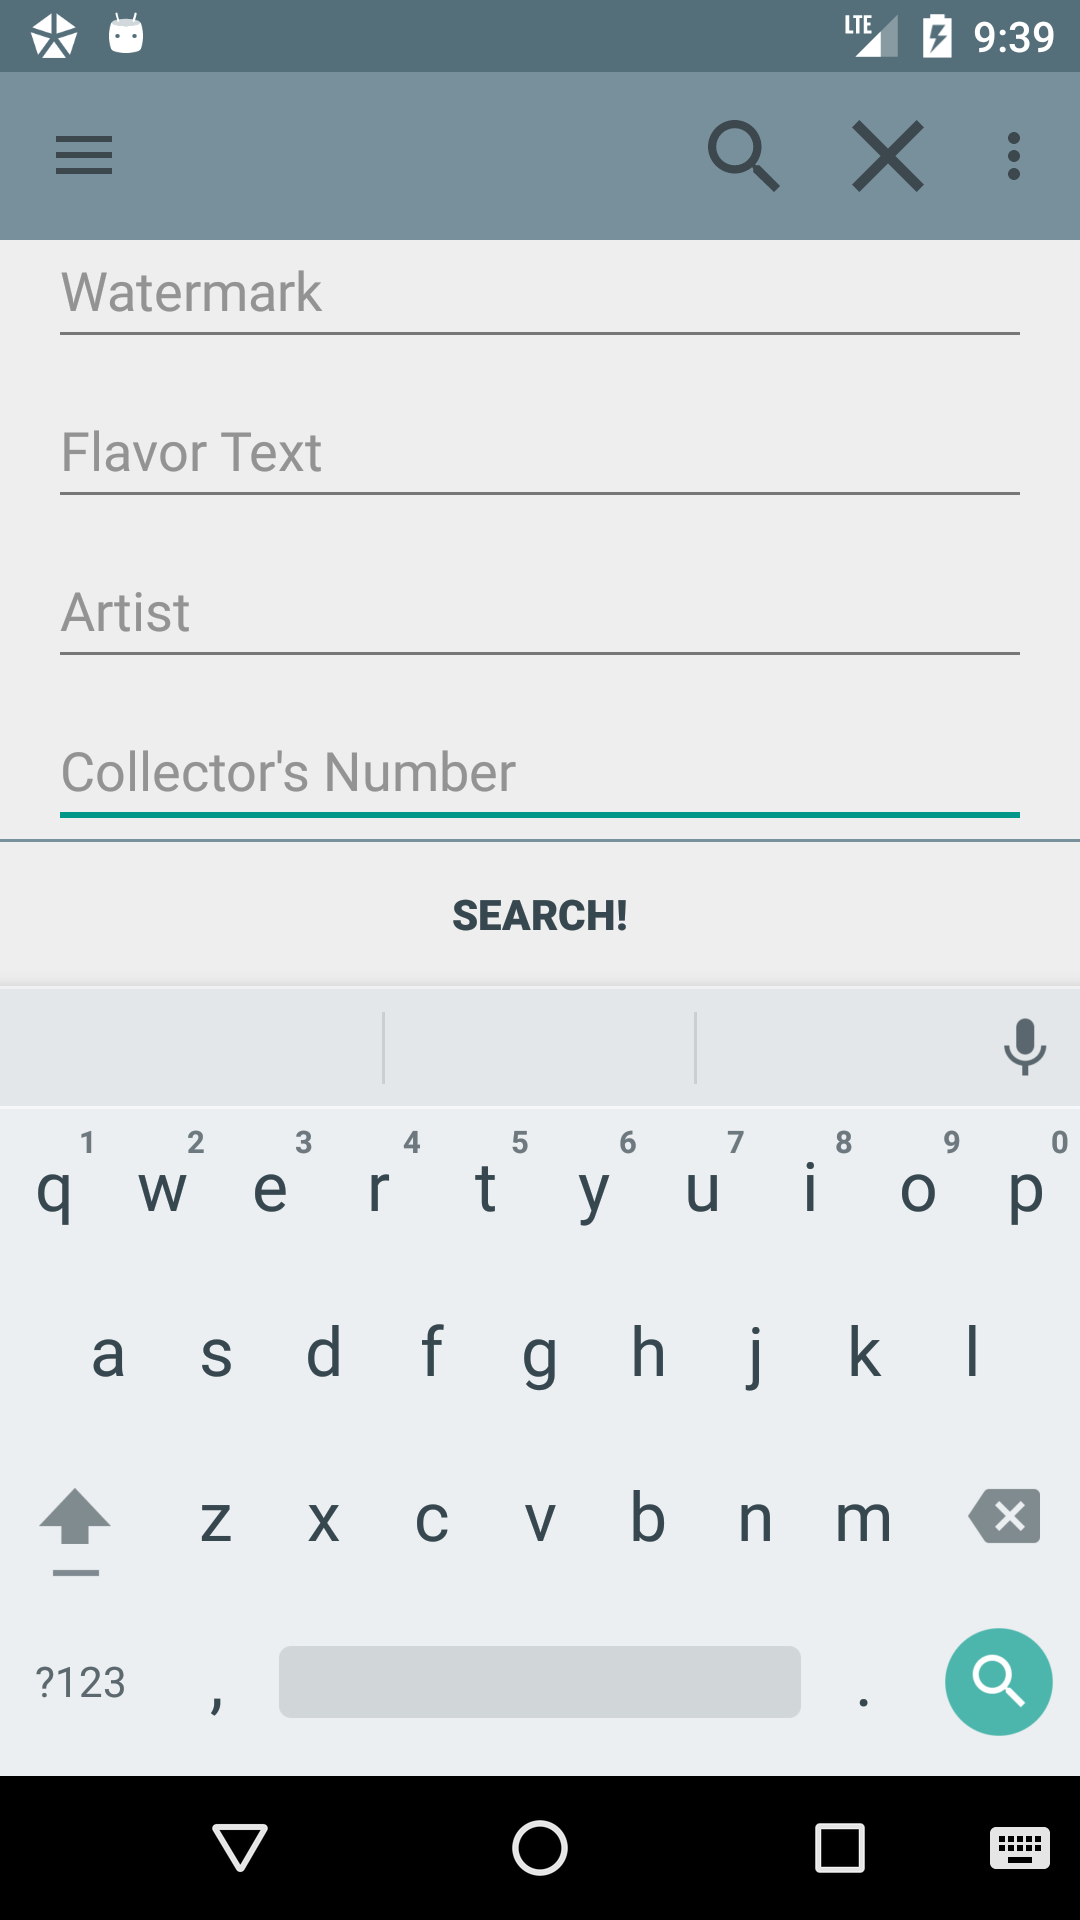 LTE 9:39
Watermark
Flavor Text
Artist
Collector's Number
SEARCH!
1 2 3 4 5 6 7 8 9 0
q w e r t y u i o p
a s d f g h j k l
z x c v b n m
?123 , .